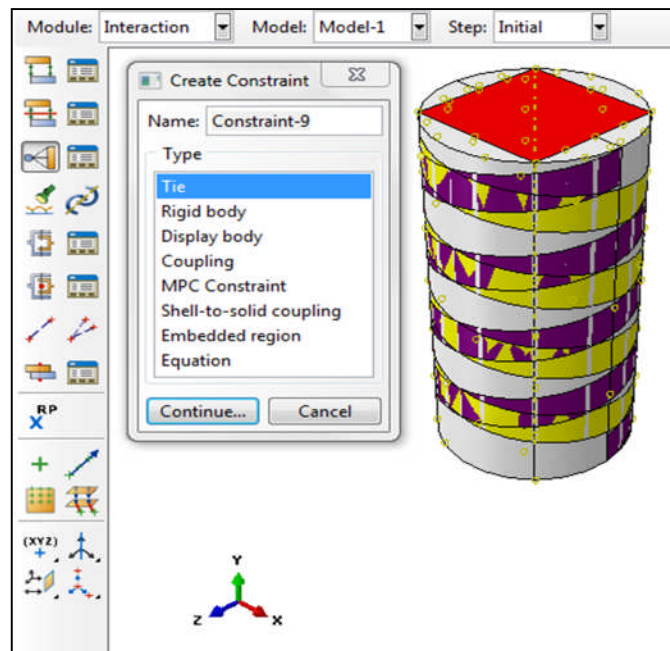 Module: Interaction Model: Model-1 Step: Initial
Create Constraint
Name: Constraint-9
Type
Tie
Rigid body
Display body
Coupling
MPC Constraint
Shell-to-solid coupling
Embedded region
Equation
Continue... Cancel
RP
(XYZ)
Y
Z X